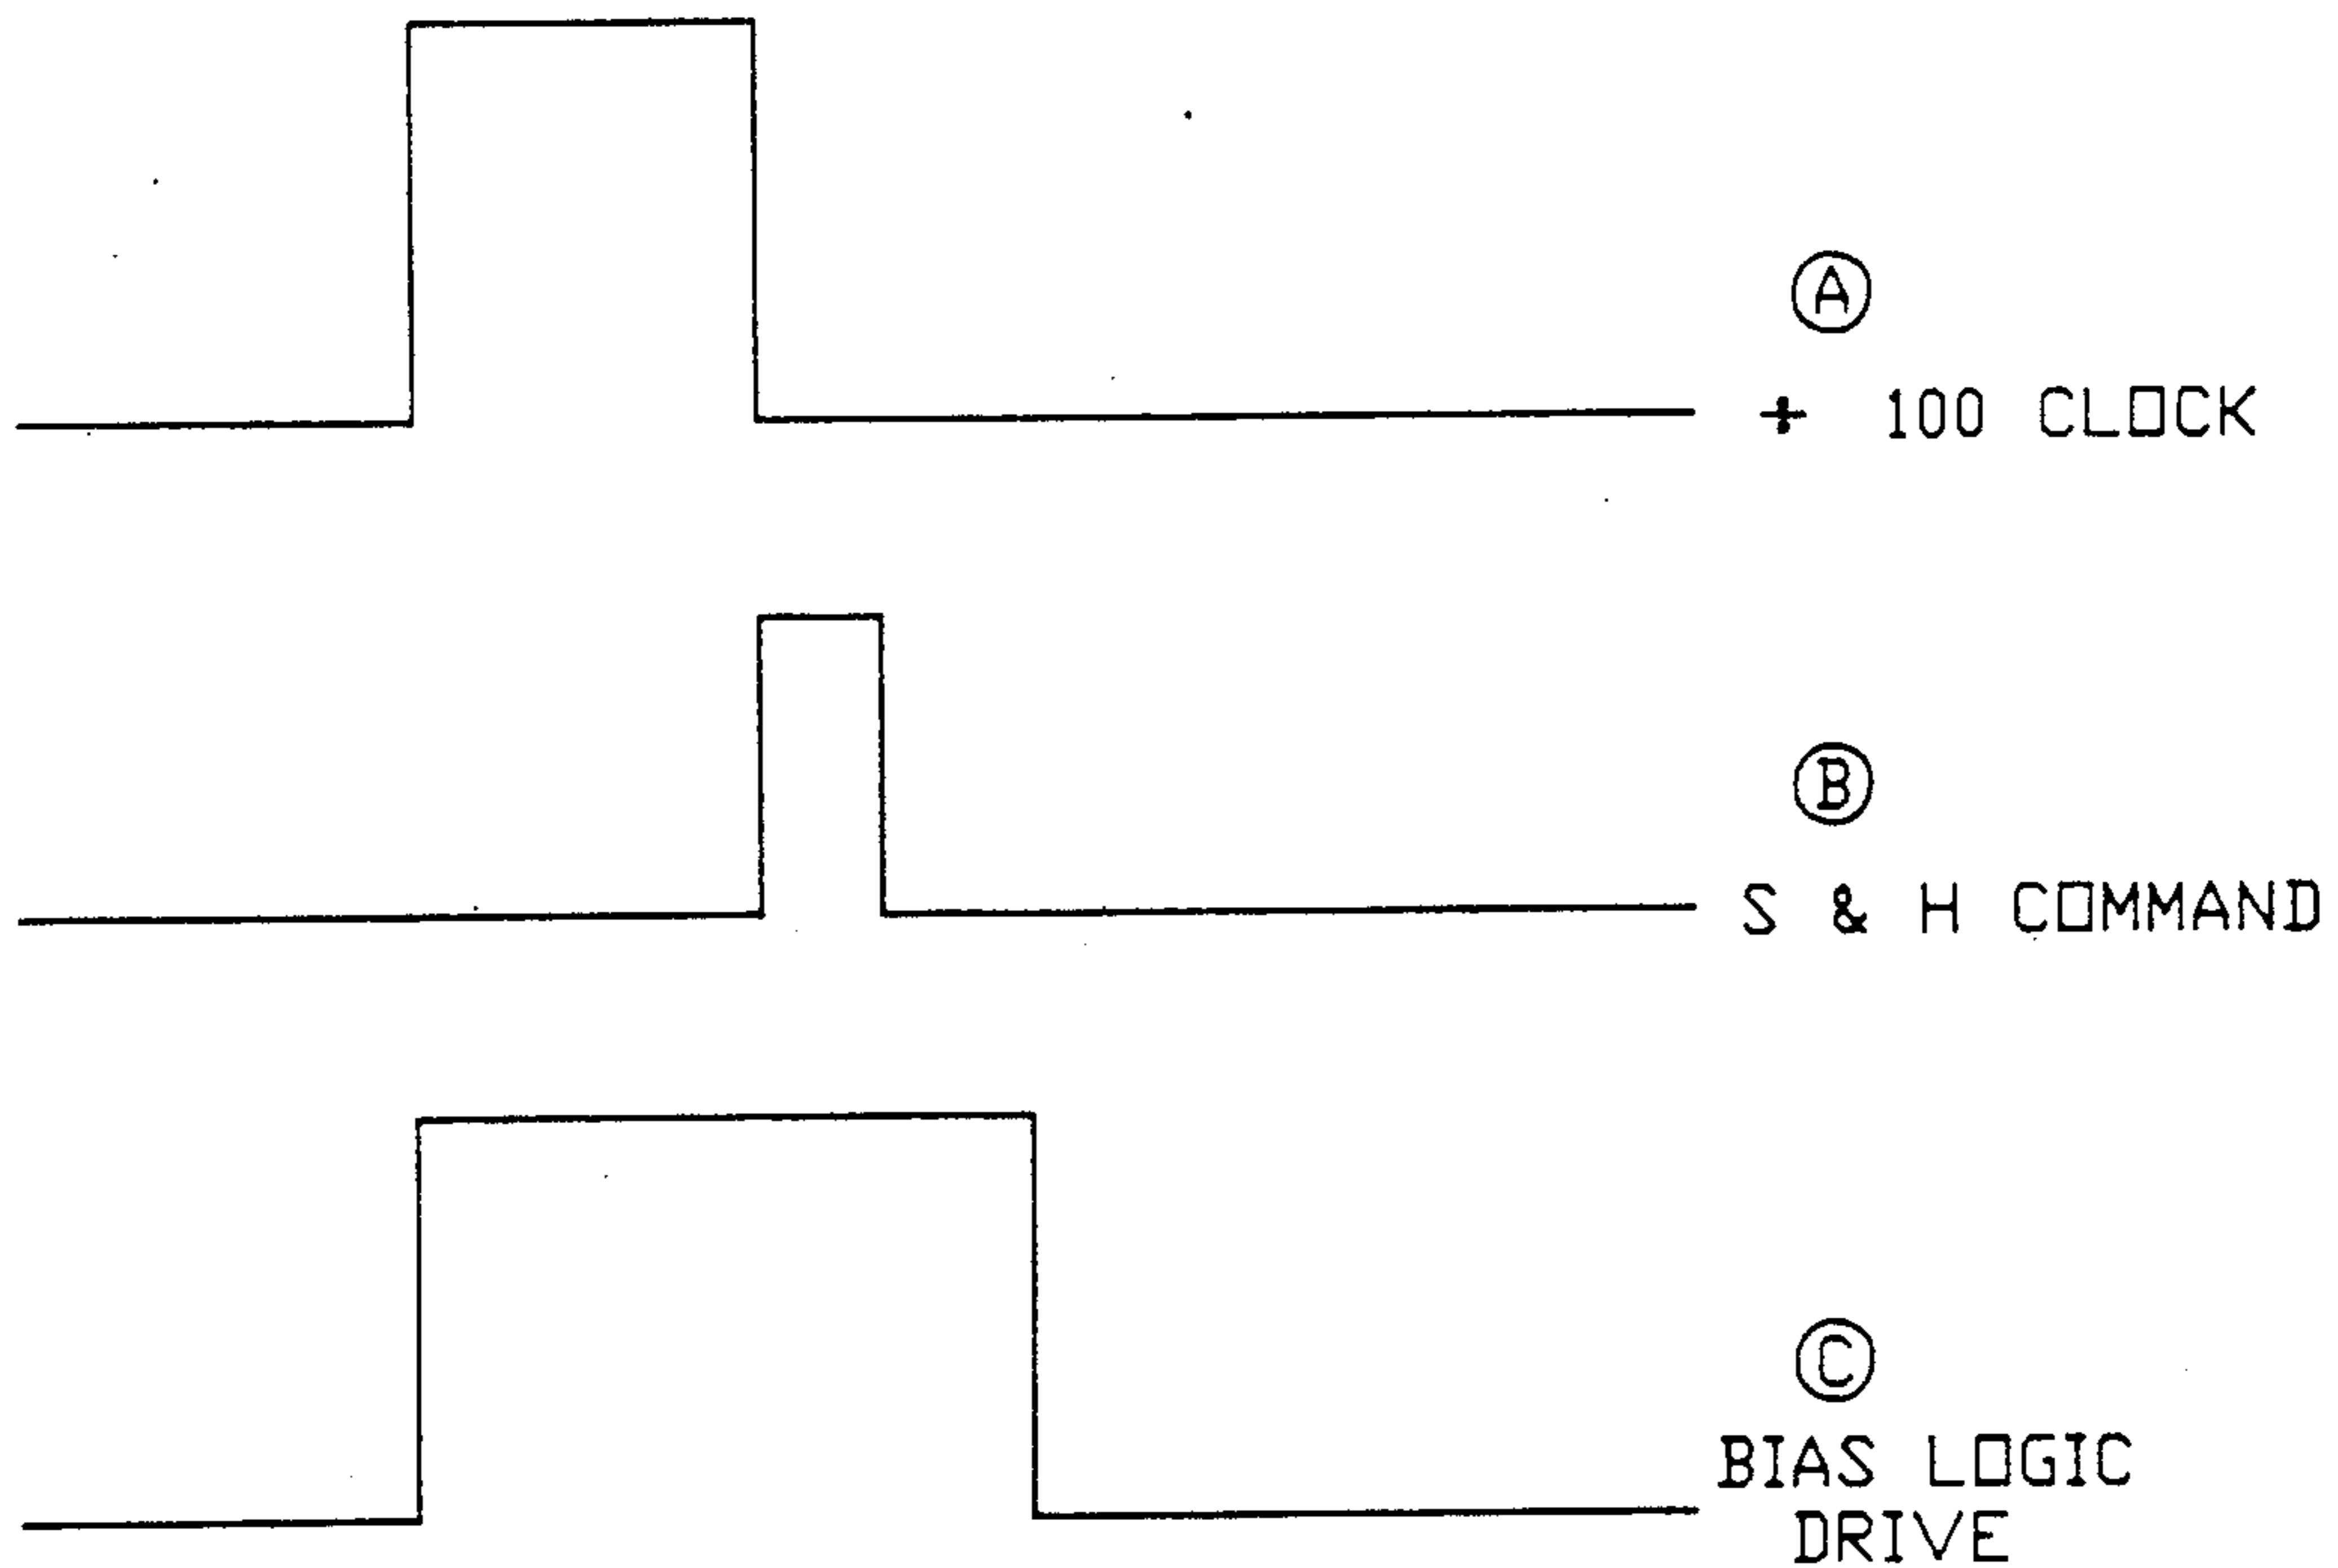 A
÷ 100 CLOCK
B
S & H COMMAND
C
BIAS LOGIC
DRIVE